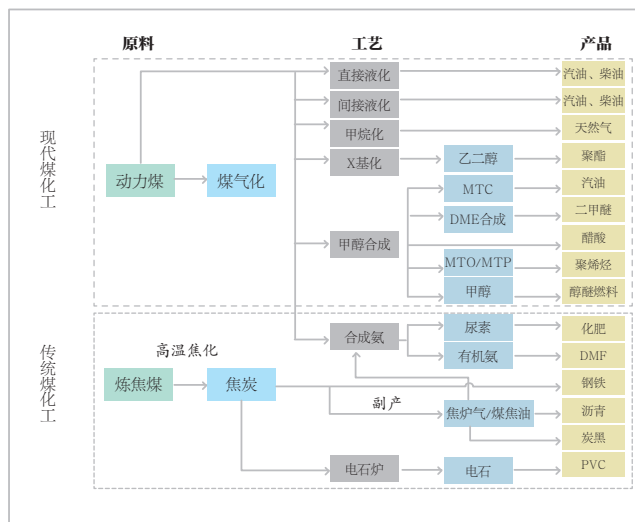 原料
工艺
产品
现代煤化工
动力煤
煤气化
直接液化
汽油、柴油
间接液化
汽油、柴油
甲烷化
天然气
X基化
乙二醇
聚酯
MTC
汽油
DME合成
二甲醚
甲醇合成
醋酸
MTO/MTP
聚烯烃
甲醇
醇醚燃料
传统煤化工
高温焦化
炼焦煤
焦炭
合成氨
尿素
化肥
有机氨
DMF
钢铁
副产
焦炉气/煤焦油
沥青
炭黑
电石炉
电石
PVC